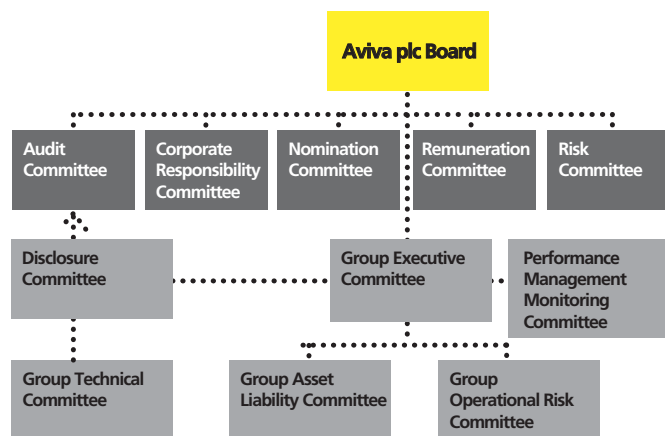 Aviva plc Board
Audit
Committee
Corporate
Responsibility
Committee
Nomination
Committee
Remuneration
Committee
Risk
Committee
Disclosure
Committee
Group Executive
Committee
Performance
Management
Monitoring
Committee
Group Technical
Committee
Group Asset
Liability Committee
Group
Operational Risk
Committee